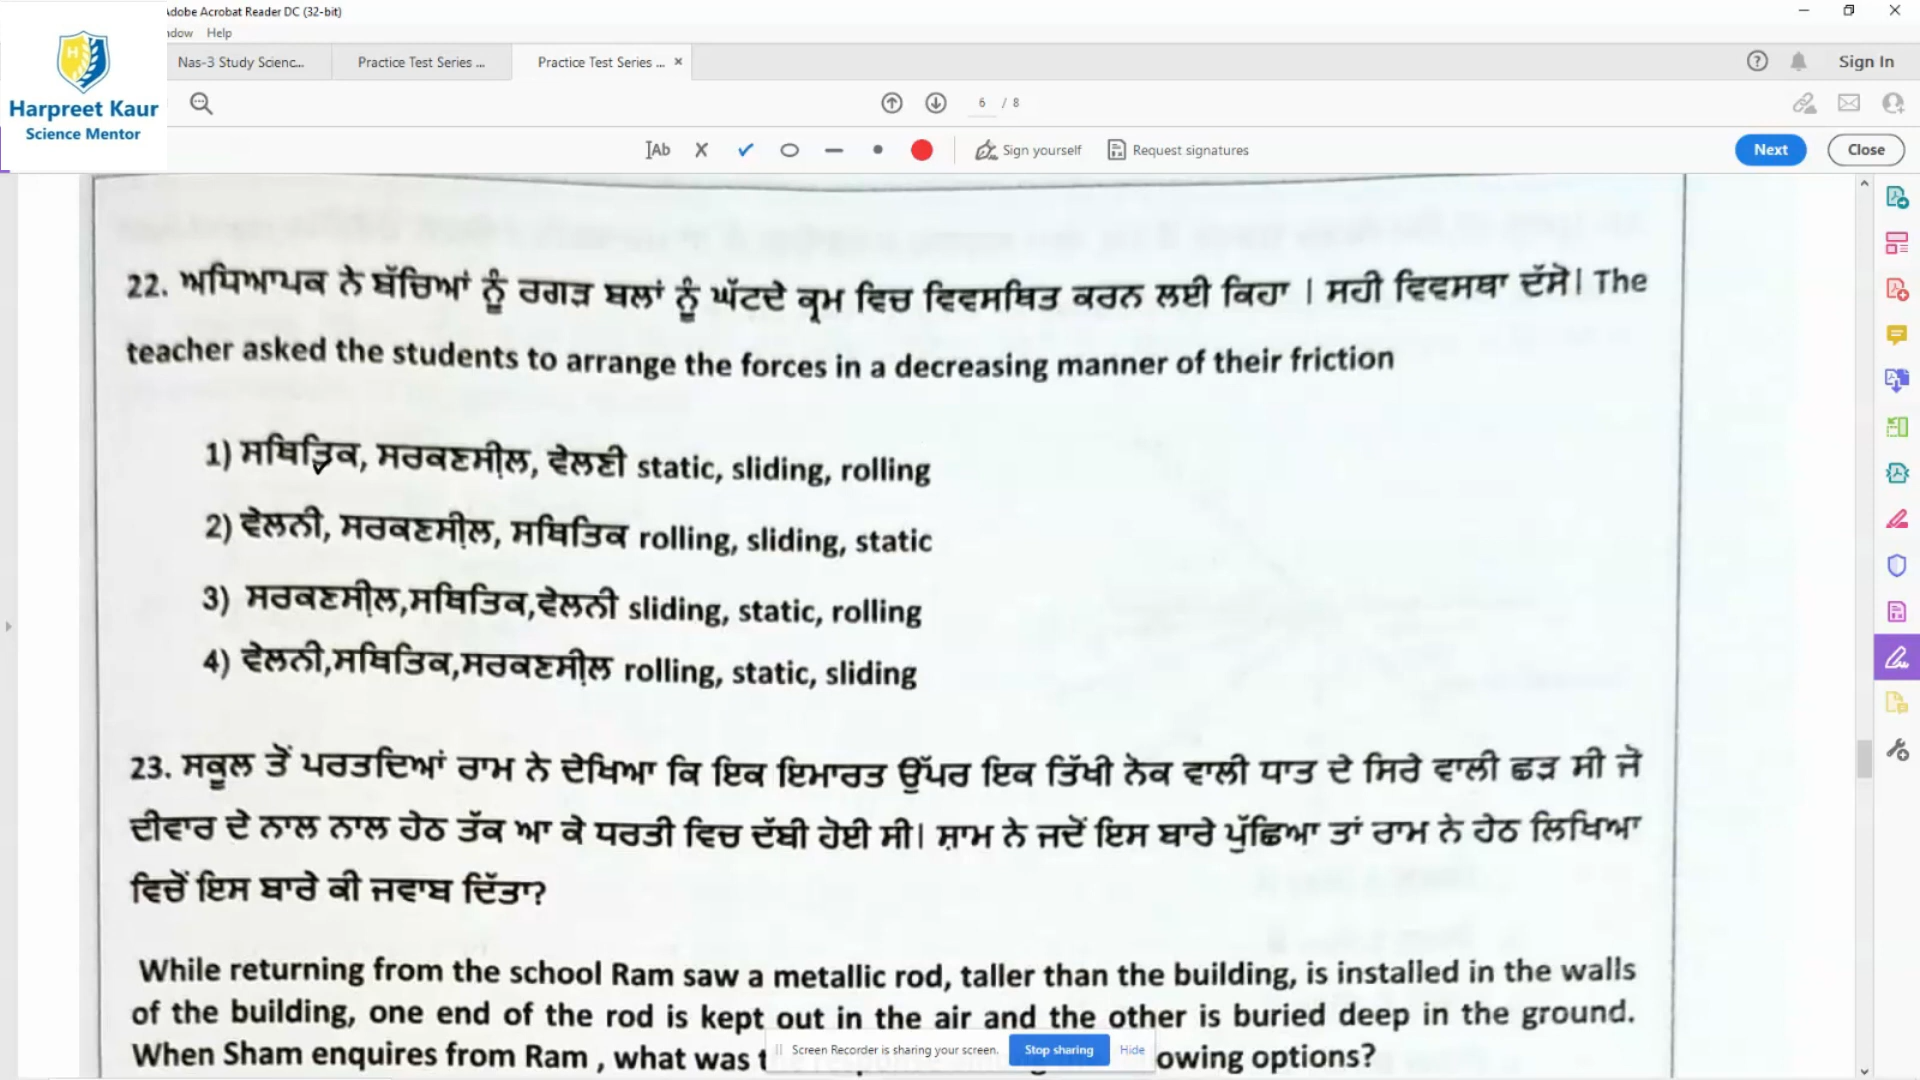 Adobe Acrobat Reader DC (32-bit)
Help
Harpreet Kaur
Science Mentor
Nas-3 Study Scienc...
Practice Test Series ...
Practice Test Series ...
Sign In
6 / 8
Ab
Sign yourself
Request signatures
Next
Close
22. ਅਧਿਆਪਕ ਨੇ ਬੱਚਿਆਂ ਨੂੰ ਰਗੜ ਬਲਾਂ ਨੂੰ ਘੱਟਦੇ ਕ੍ਰਮ ਵਿਚ ਵਿਵਸਥਿਤ ਕਰਨ ਲਈ ਕਿਹਾ | ਸਹੀ ਵਿਵਸਥਾ ਦੱਸੋ| The
teacher asked the students to arrange the forces in a decreasing manner of their friction
1) ਸਥਿਤਿਕ, ਸਰਕਣਸੀਲ਼, ਵੇਲਣੀ static, sliding, rolling
2) ਵੇਲਨੀ, ਸਰਕਣਸੀਲ਼, ਸਥਿਤਿਕ rolling, sliding, static
3) ਸਰਕਣਸੀਲ਼,ਸਥਿਤਿਕ,ਵੇਲਨੀ sliding, static, rolling
4) ਵੇਲਨੀ,ਸਥਿਤਿਕ,ਸਰਕਣਸੀਲ਼ rolling, static, sliding
23. ਸਕੂਲ ਤੋਂ ਪਰਤਦਿਆਂ ਰਾਮ ਨੇ ਦੇਖਿਆ ਕਿ ਇਕ ਇਮਾਰਤ ਉੱਪਰ ਇਕ ਤਿੱਖੀ ਨੋਕ ਵਾਲੀ ਧਾਤ ਦੇ ਸਿਰੇ ਵਾਲੀ ਛੜ ਸੀ ਜੋ
ਦੀਵਾਰ ਦੇ ਨਾਲ ਨਾਲ ਹੇਠ ਤੱਕ ਆ ਕੇ ਧਰਤੀ ਵਿਚ ਦੱਬੀ ਹੋਈ ਸੀ| ਸ਼ਾਮ ਨੇ ਜਦੋਂ ਇਸ ਬਾਰੇ ਪੁੱਛਿਆ ਤਾਂ ਰਾਮ ਨੇ ਹੇਠ ਲਿਖਿਆ
ਵਿਚੋਂ ਇਸ ਬਾਰੇ ਕੀ ਜਵਾਬ ਦਿੱਤਾ?
While returning from the school Ram saw a metallic rod, taller than the building, is installed in the walls
of the building, one end of the rod is kept out in the air and the other is buried deep in the ground.
When Sham enquires from Ram , what was options?
Screen Recorder is sharing your screen.
Stop sharing
Hide